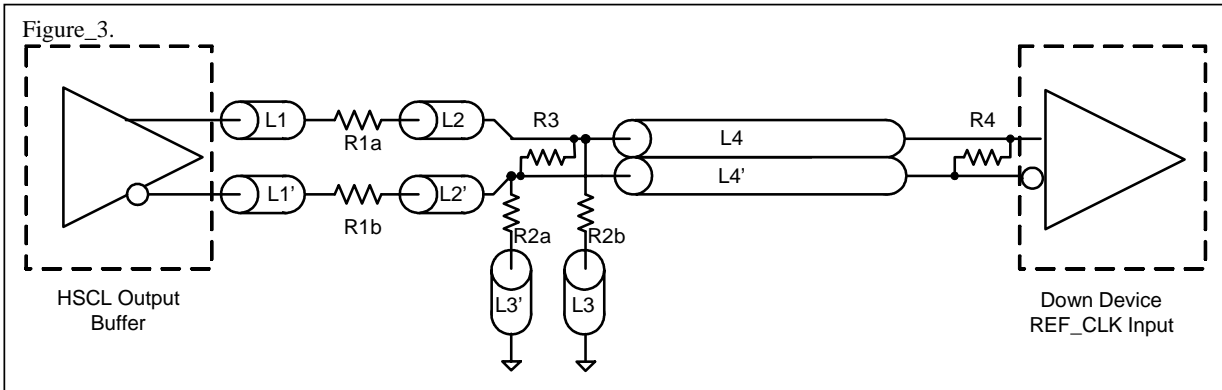 Figure_3.
L1
R1a
L2
R3
L4
R4
L1'
R1b
L2'
L4'
R2a
R2b
L3'
L3
HSCL Output
Buffer
Down Device
REF_CLK Input